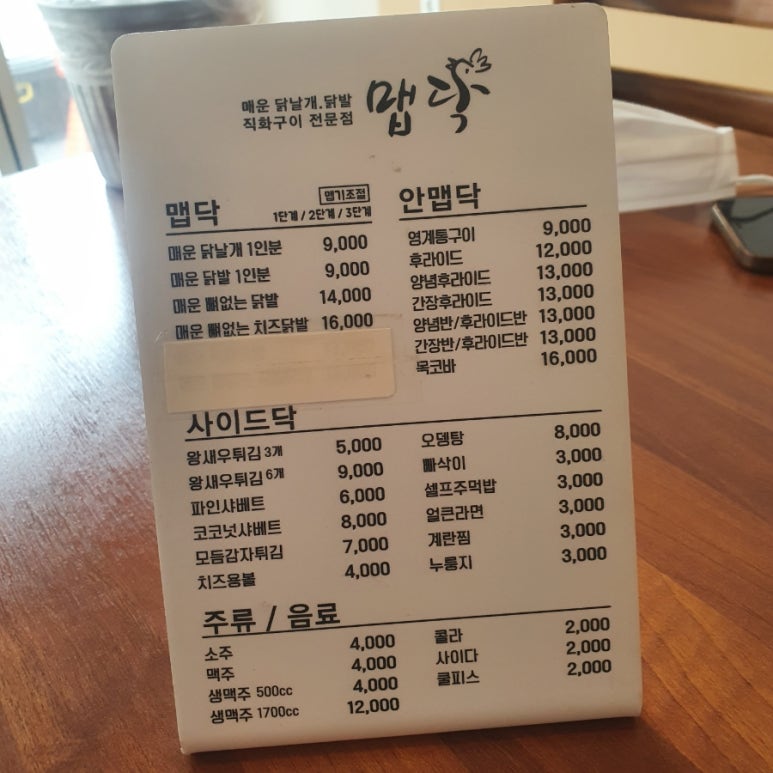 매운 닭날개.닭발
직화구이 전문점
맵닭
맵닭
맵기조절
1단계 / 2단계 / 3단계
매운 닭날개 1인분 9,000
매운 닭발 1인분 9,000
매운 뼈없는 닭발 14,000
매운 뼈없는 치즈닭발 16,000
안맵닭
영계통구이 9,000
후라이드 12,000
양념후라이드 13,000
간장후라이드 13,000
양념반/후라이드반 13,000
간장반/후라이드반 13,000
목코바 16,000
사이드닭
왕새우튀김 3개 5,000
왕새우튀김 6개 9,000
파인샤베트 6,000
코코넛샤베트 8,000
모듬감자튀김 7,000
치즈용볼 4,000
오뎅탕 8,000
빠삭이 3,000
셀프주먹밥 3,000
얼큰라면 3,000
계란찜 3,000
누룽지 3,000
주류 / 음료
소주 4,000
맥주 4,000
생맥주 500cc 4,000
생맥주 1700cc 12,000
콜라 2,000
사이다 2,000
쿨피스 2,000